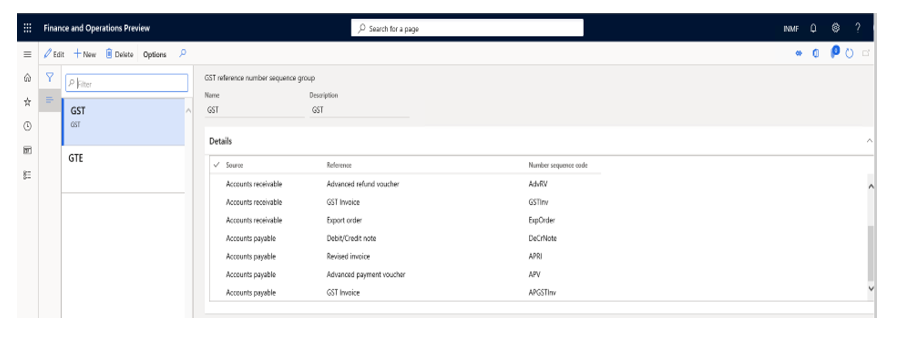 Finance and Operations Preview
Search for a page
INMF
?
Edit
New
Delete
Options
Filter
GST
GST
GTE
GST reference number sequence group
Name
Description
GST
GST
Details
Source Reference Number sequence code
Accounts receivable Advanced refund voucher AdvRV
Accounts receivable GST Invoice GSTInv
Accounts receivable Export order ExpOrder
Accounts payable Debit/Credit note DeCrNote
Accounts payable Revised invoice APRI
Accounts payable Advanced payment voucher APV
Accounts payable GST Invoice APGSTInv